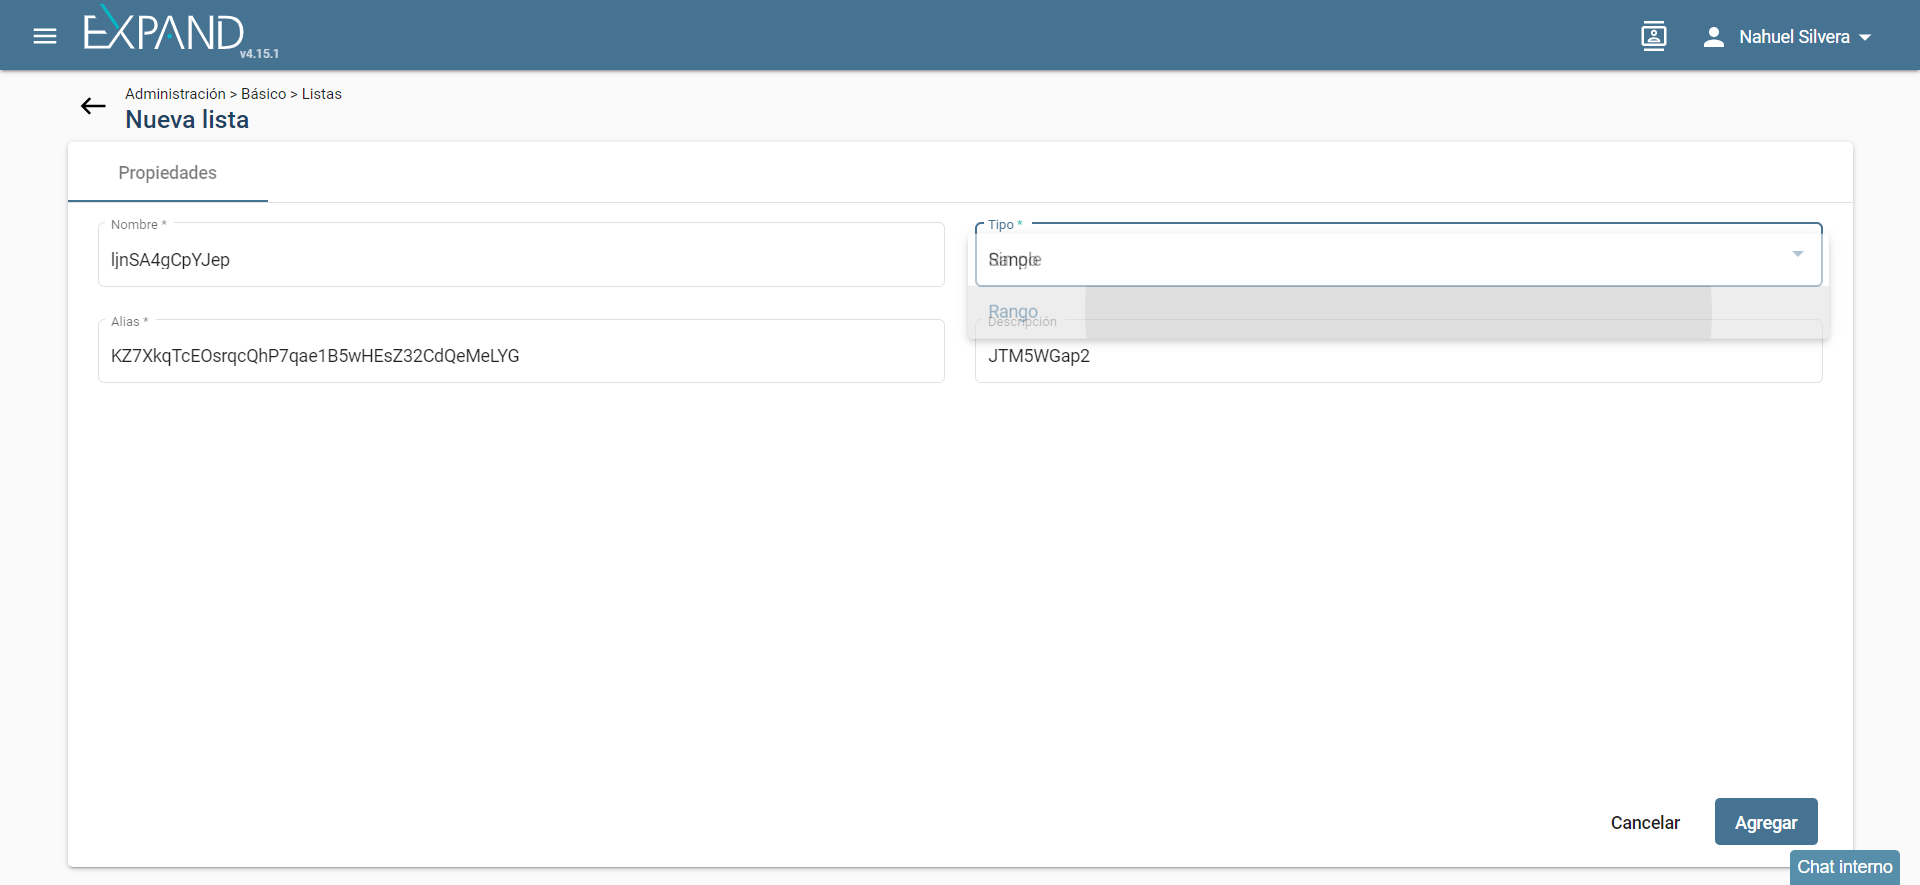 EXPAND
v4.15.1
Nahuel Silvera
Administración > Básico > Listas
Nueva lista
Propiedades
Nombre *
ljnSA4gCpYJep
Tipo *
Simple
Rango
Alias *
KZ7XkqTcEOsrqcQhP7qae1B5wHEsZ32CdQeMeLYG
Descripción
JTM5WGap2
Cancelar
Agregar
Chat interno